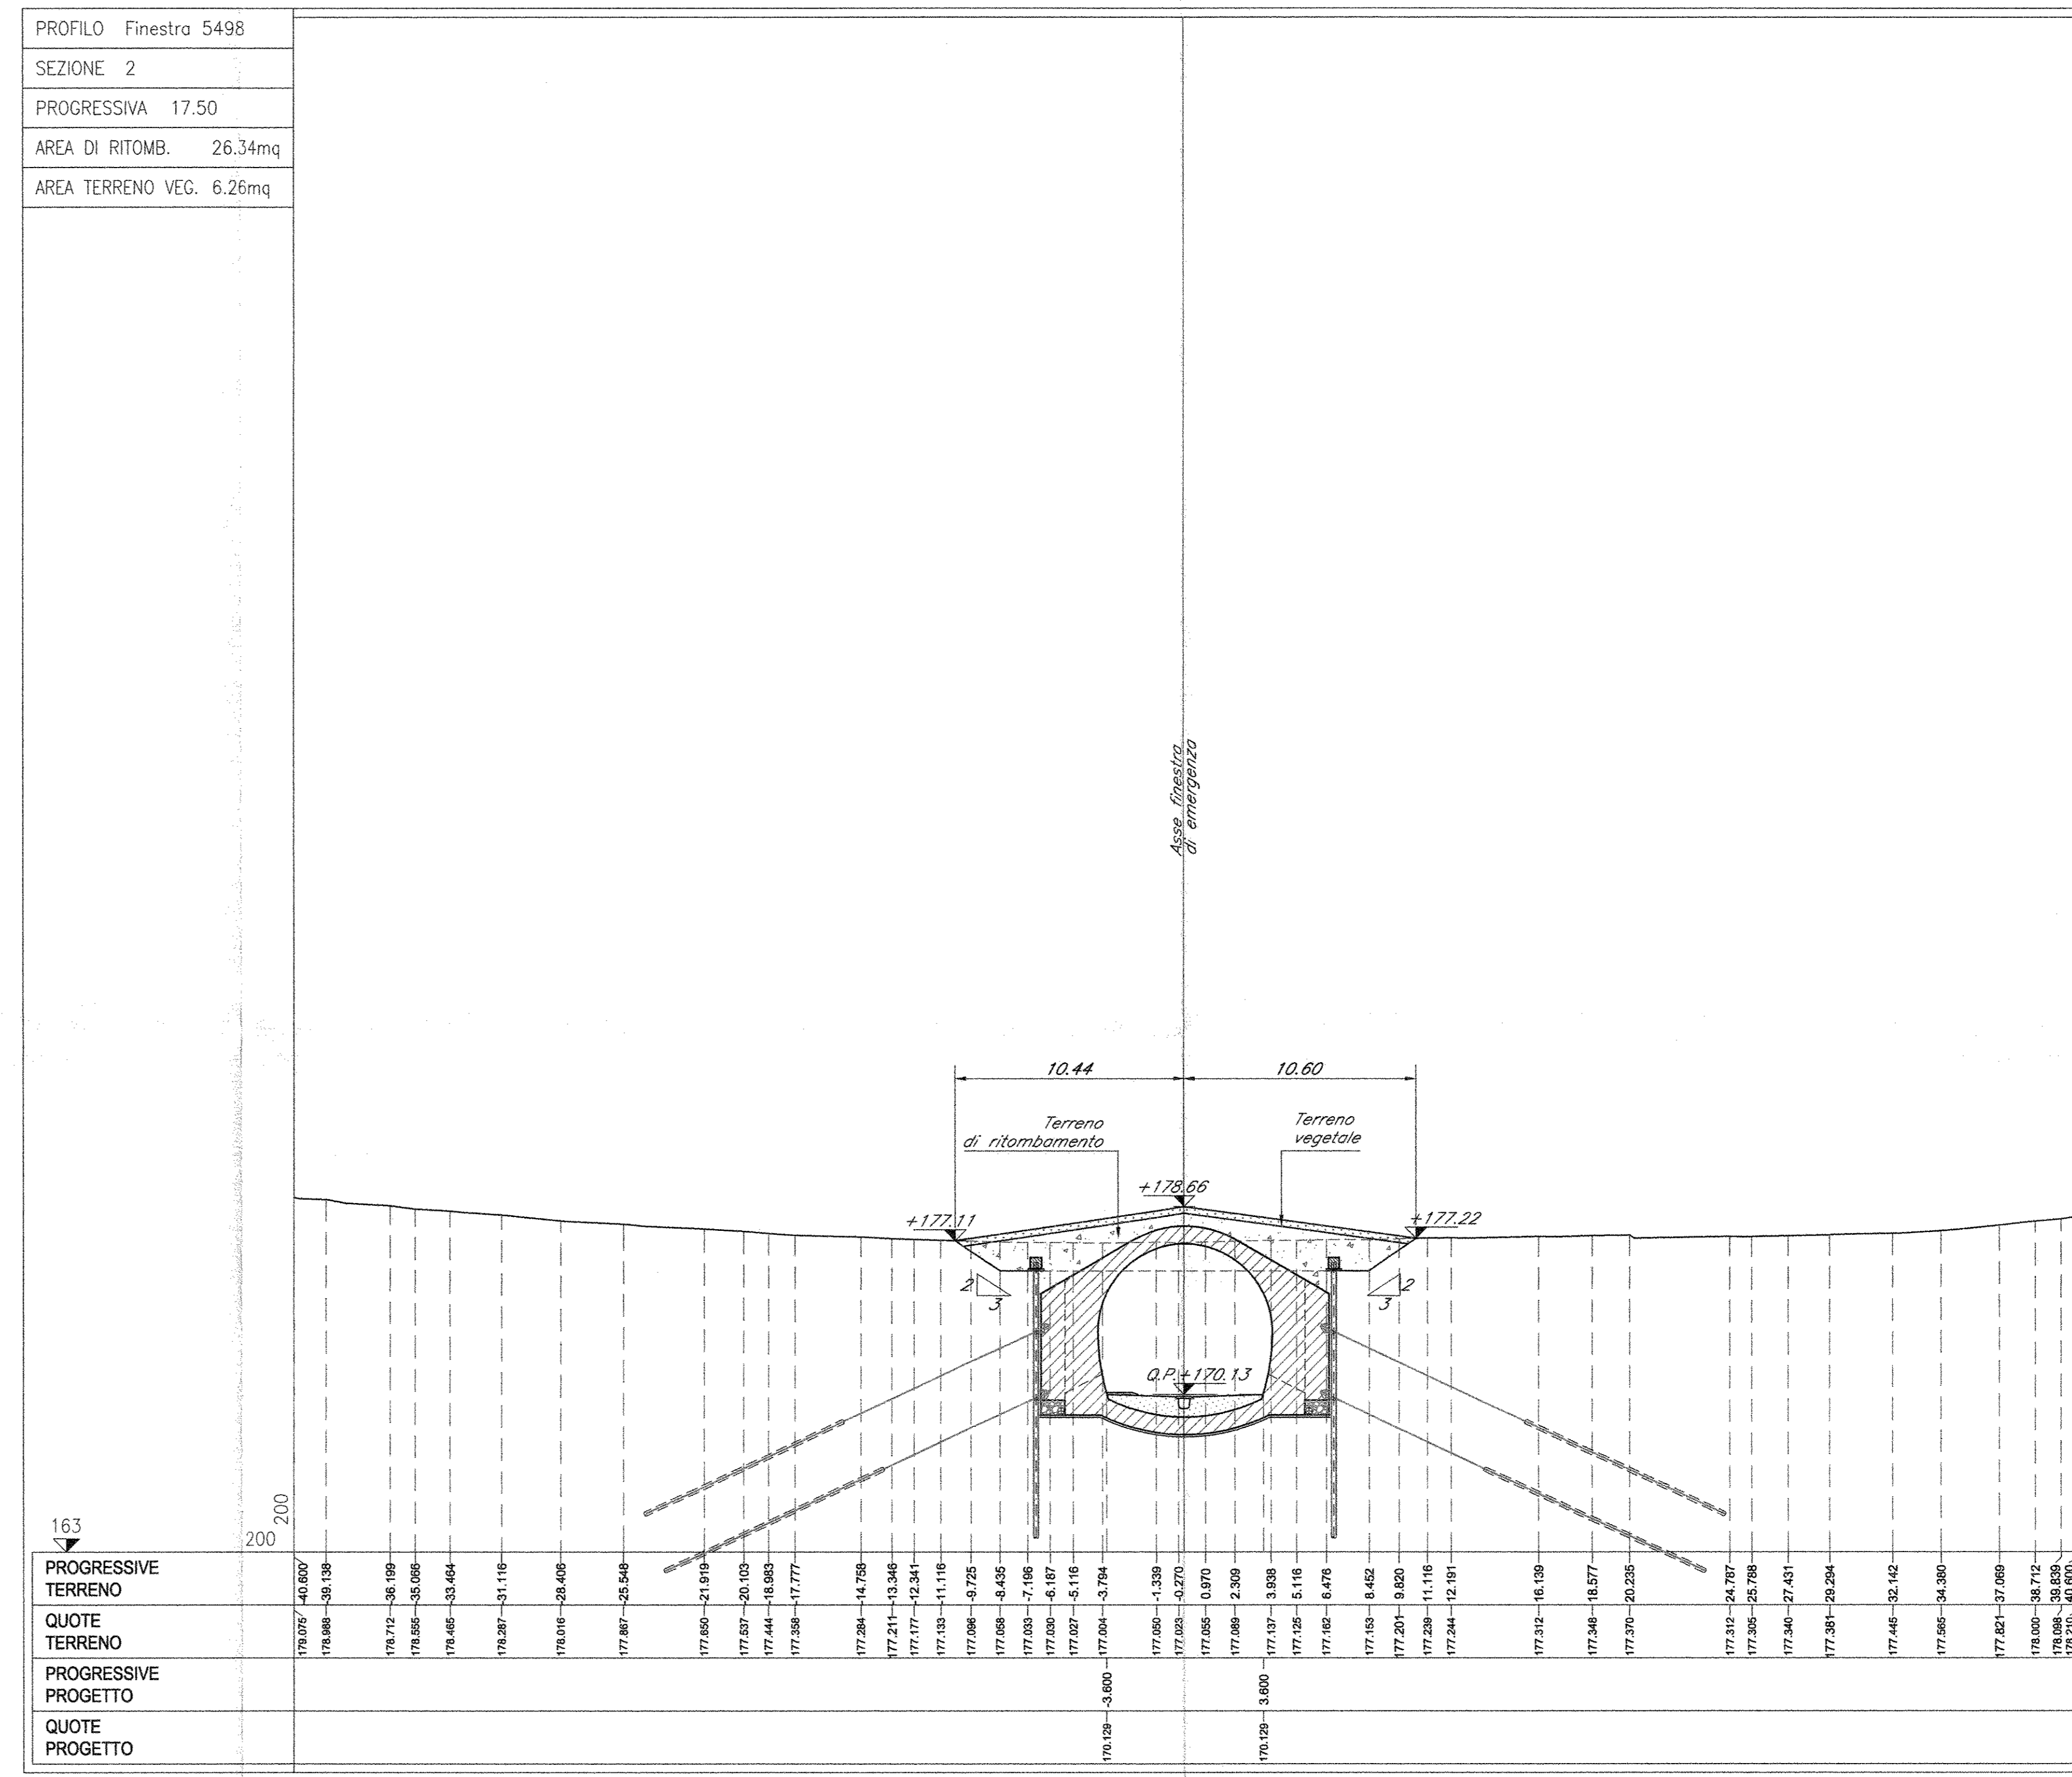 PROFILO Finestra 5498
SEZIONE 2
PROGRESSIVA 17.50
AREA DI RITOMB. 26.34mq
AREA TERRENO VEG. 6.26mq
Asse finestra
di emergenza
10.44 10.60
Terreno
di ritombamento
Terreno
vegetale
+178.66
+177.11 +177.22
2
3
2
3
Q.P.+170.13
200
200
163
PROGRESSIVE
TERRENO
-40.600 -39.138 -36.199 -35.066 -33.464 -31.116 -28.406 -25.548 -21.919 -20.103 -18.983 -17.777 -14.758 -13.346 -12.341 -11.116 -9.725 -8.435 -7.196 -6.187 -5.116 -3.794 -1.339 -0.270 0.970 2.309 3.938 5.116 6.476 8.452 9.820 11.116 12.191 16.139 18.577 20.235 24.787 25.788 27.431 29.294 32.142 34.380 37.069 38.712 39.839 40.600
QUOTE
TERRENO
179.075 178.988 178.712 178.555 178.465 178.287 178.016 177.867 177.650 177.537 177.444 177.358 177.284 177.211 177.177 177.133 177.096 177.058 177.033 177.030 177.027 177.004 177.050 177.023 177.055 177.089 177.137 177.125 177.162 177.153 177.201 177.239 177.244 177.312 177.348 177.370 177.312 177.305 177.340 177.381 177.445 177.565 177.821 178.000 178.098 178.210
PROGRESSIVE
PROGETTO
-3.600 3.600
QUOTE
PROGETTO
170.129 170.129